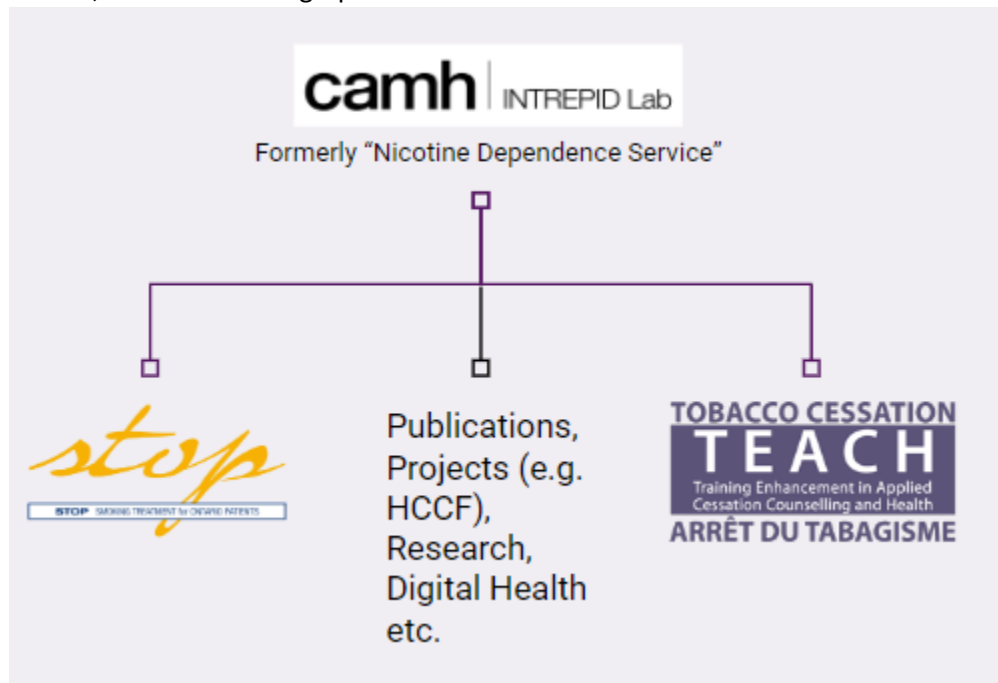 camh | INTREPID Lab
Formerly “Nicotine Dependence Service”
stop
STOP SMOKING TREATMENT for ONTARIO PATIENTS
Publications,
Projects (e.g.
HCCF),
Research,
Digital Health
etc.
TOBACCO CESSATION
TEACH
Training Enhancement in Applied
Cessation Counselling and Health
ARRÊT DU TABAGISME